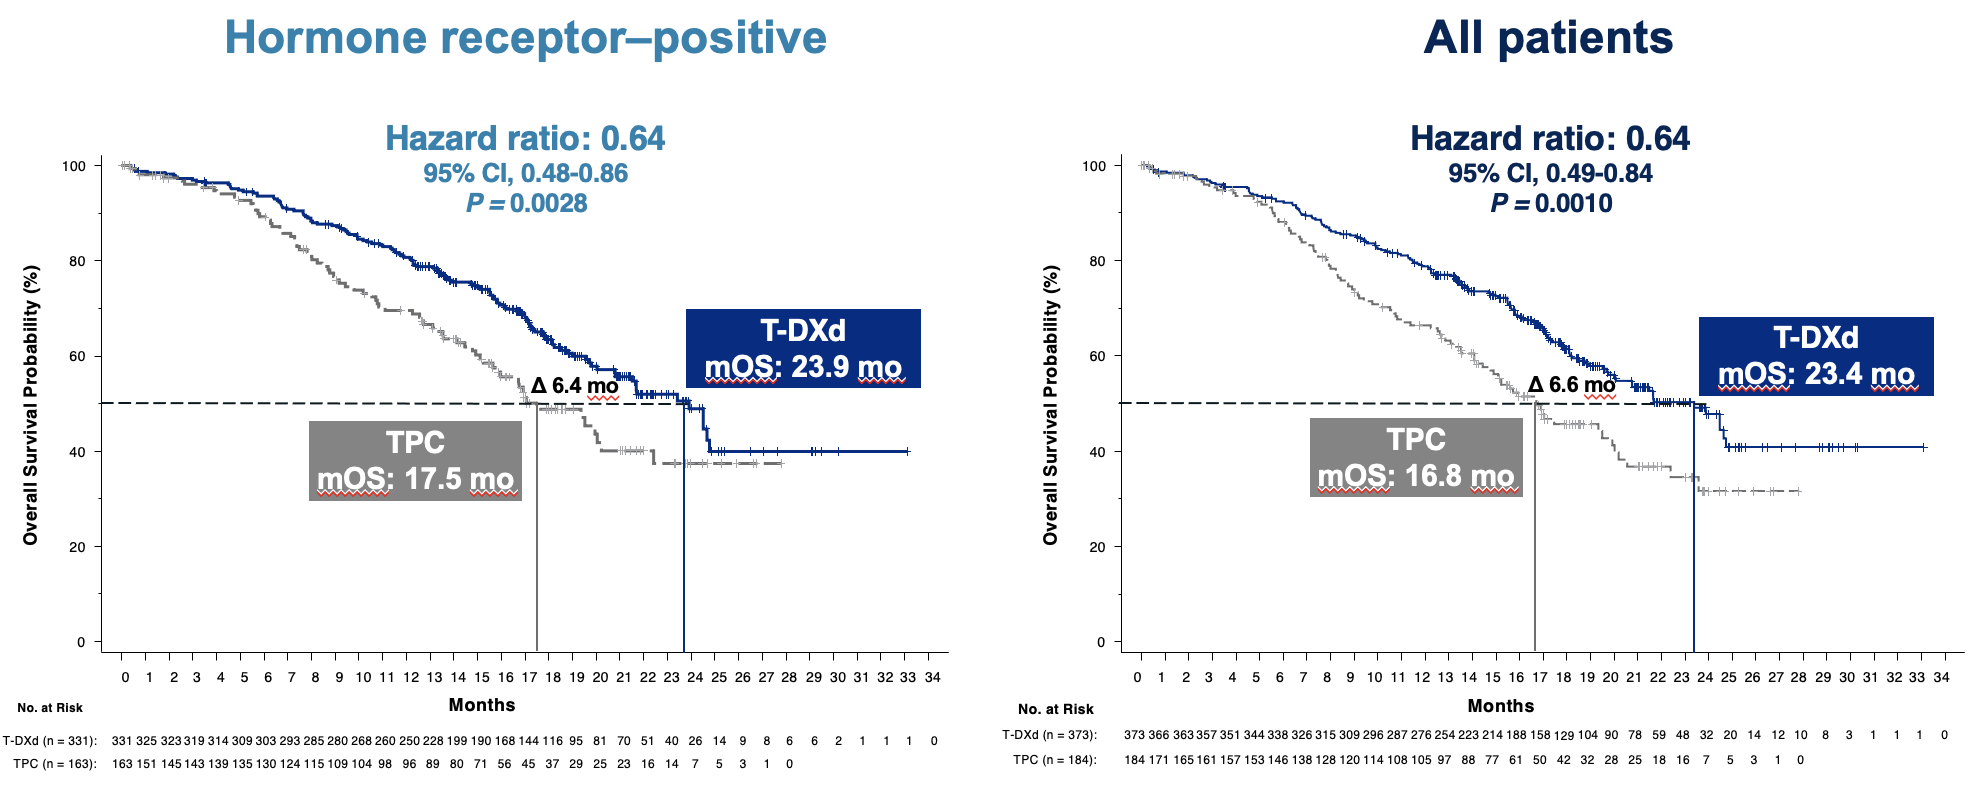 Hormone receptor–positive
Hazard ratio: 0.64
95% CI, 0.48-0.86
P = 0.0028
Overall Survival Probability (%)
100
80
60
40
20
0
T-DXd
mOS: 23.9 mo
Δ 6.4 mo
TPC
mOS: 17.5 mo
0 1 2 3 4 5 6 7 8 9 10 11 12 13 14 15 16 17 18 19 20 21 22 23 24 25 26 27 28 29 30 31 32 33 34
Months
No. at Risk
T-DXd (n = 331): 331 325 323 319 314 309 303 293 285 280 268 260 250 228 199 190 168 144 116 95 81 70 51 40 26 14 9 8 6 6 2 1 1 1 0
TPC (n = 163): 163 151 145 143 139 135 130 124 115 109 104 98 96 89 80 71 56 45 37 29 25 23 16 14 7 5 3 1 0
All patients
Hazard ratio: 0.64
95% CI, 0.49-0.84
P = 0.0010
Overall Survival Probability (%)
100
80
60
40
20
0
T-DXd
mOS: 23.4 mo
Δ 6.6 mo
TPC
mOS: 16.8 mo
0 1 2 3 4 5 6 7 8 9 10 11 12 13 14 15 16 17 18 19 20 21 22 23 24 25 26 27 28 29 30 31 32 33 34
Months
No. at Risk
T-DXd (n = 373): 373 366 363 357 351 344 338 326 315 309 296 287 276 254 223 214 188 158 129 104 90 78 59 48 32 20 14 12 10 8 3 1 1 1 0
TPC (n = 184): 184 171 165 161 157 153 146 138 128 120 114 108 105 97 88 77 61 50 42 32 28 25 18 16 7 5 3 1 0